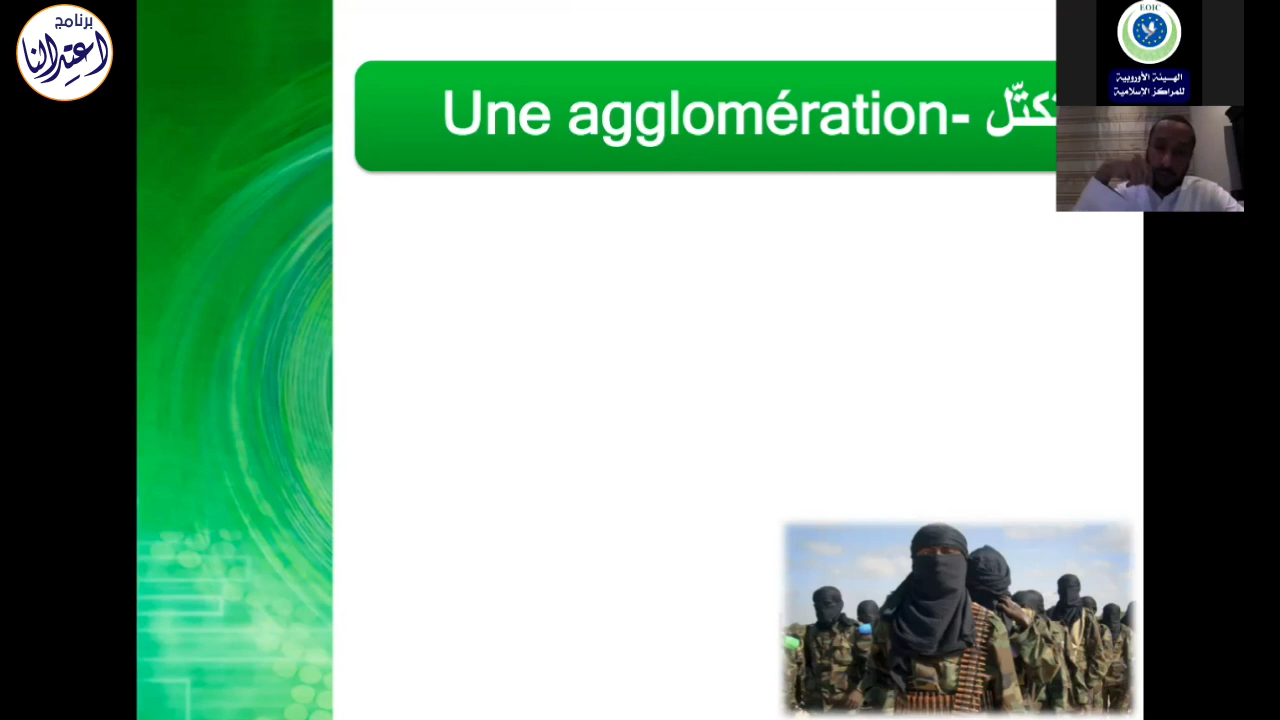 برنامج
اعتدالنا
Une agglomération- تكتّل
EOIC
الهيئة الأوروبية
للمراكز الإسلامية